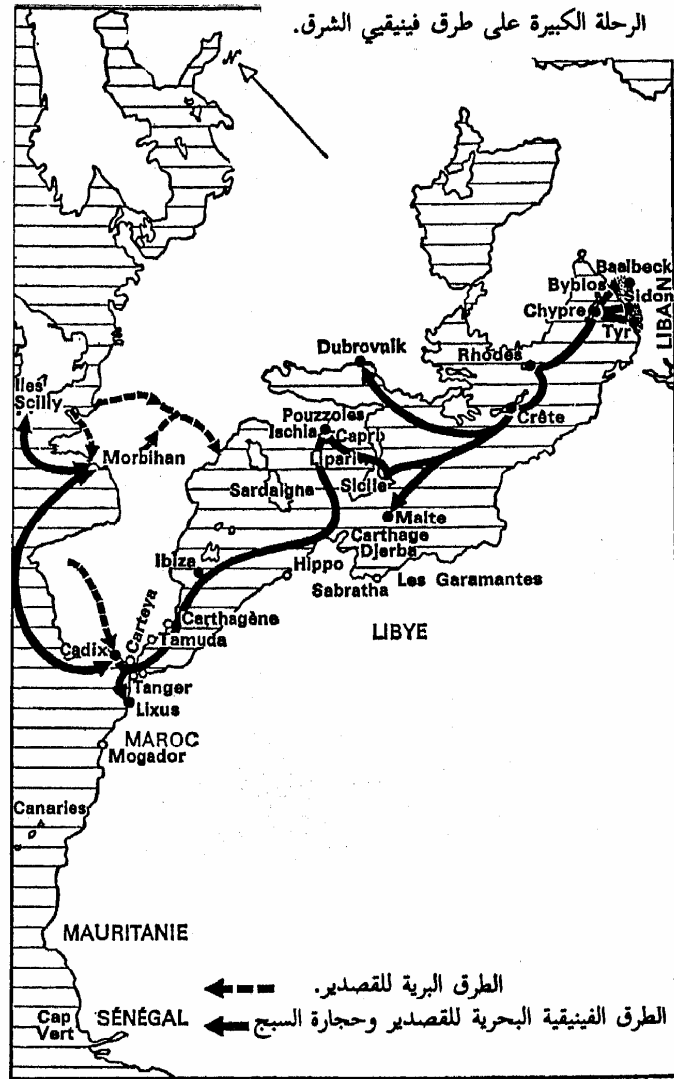 الرحلة الكبيرة على طرق فينيقيي الشرق.
N
Baalbeck
Byblos
Sidon
Chypre
Tyr
LIBAN
Dubrovnik
Rhodes
Iles
Scilly
Crête
Pouzzoles
Ischia
Capri
Morbihan
Lipari
Sicile
Sardaigne
Malte
Carthage
Djerba
Ibiza
Hippo
Les Garamantes
Sabratha
Carthagène
Carteya
Tamuda
LIBYE
Cadix
Tanger
Lixus
MAROC
Mogador
Canaries
MAURITANIE
الطرق البرية للقصدير.
Cap
Vert
SÉNÉGAL
الطرق الفينيقية البحرية للقصدير وحجارة السبج